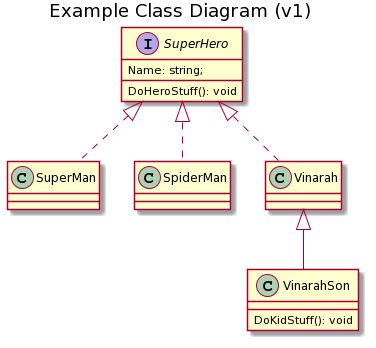 Example Class Diagram (v1)
I SuperHero
Name: string;
DoHeroStuff(): void
C SuperMan
C SpiderMan
C Vinarah
C VinarahSon
DoKidStuff(): void